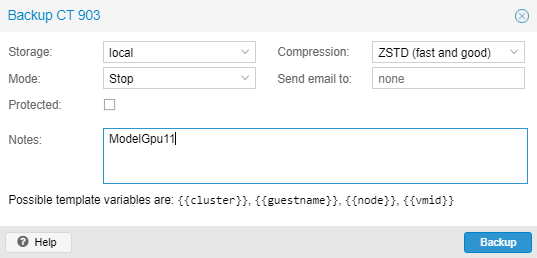 Backup CT 903
Storage: local Compression: ZSTD (fast and good)
Mode: Stop Send email to: none
Protected:
Notes: ModelGpu11
Possible template variables are: {{cluster}}, {{guestname}}, {{node}}, {{vmid}}
Help Backup